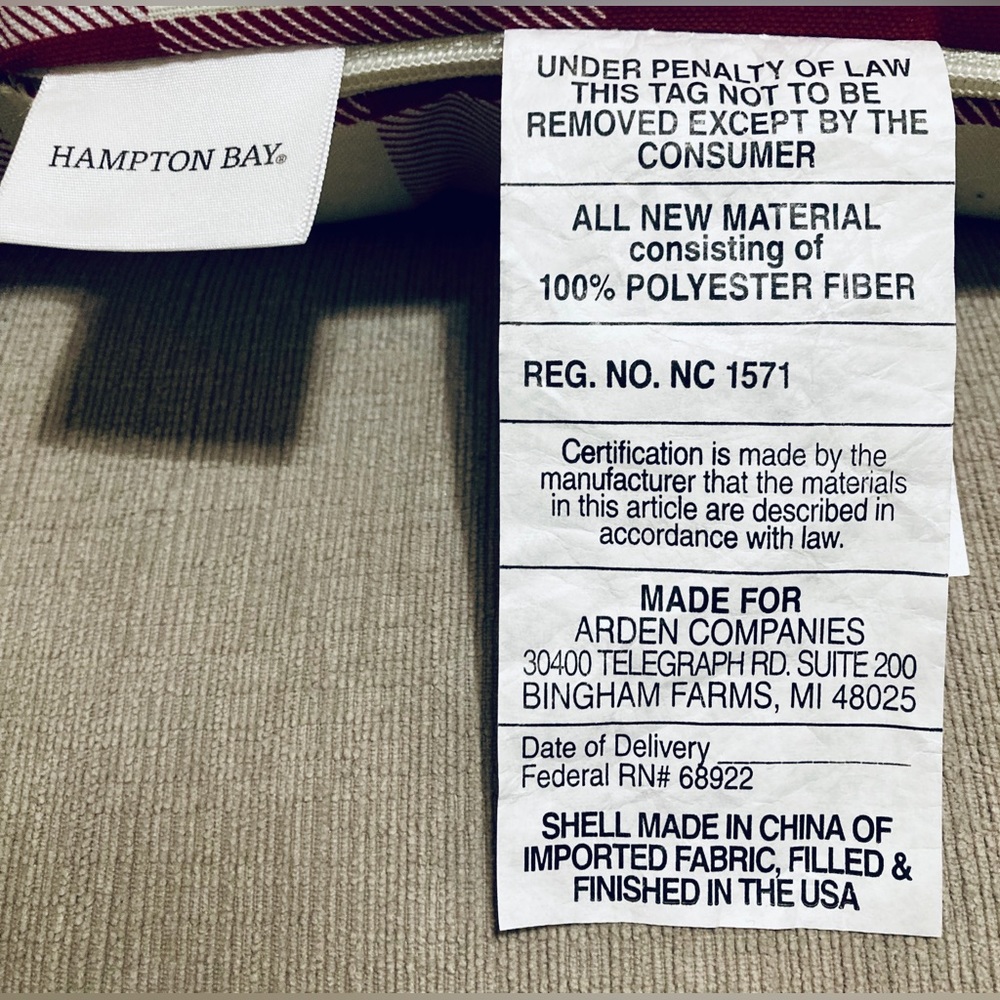 HAMPTON BAY®
UNDER PENALTY OF LAW
THIS TAG NOT TO BE
REMOVED EXCEPT BY THE
CONSUMER
ALL NEW MATERIAL
consisting of
100% POLYESTER FIBER
REG. NO. NC 1571
Certification is made by the
manufacturer that the materials
in this article are described in
accordance with law.
MADE FOR
ARDEN COMPANIES
30400 TELEGRAPH RD. SUITE 200
BINGHAM FARMS, MI 48025
Date of Delivery_______________
Federal RN# 68922
SHELL MADE IN CHINA OF
IMPORTED FABRIC, FILLED &
FINISHED IN THE USA